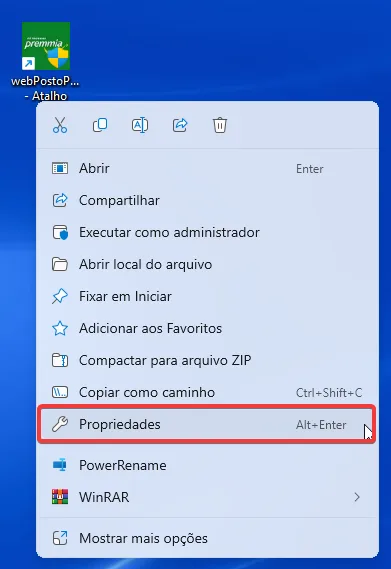 premmia
webPostoP...
- Atalho
Abrir Enter
Compartilhar
Executar como administrador
Abrir local do arquivo
Fixar em Iniciar
Adicionar aos Favoritos
Compactar para arquivo ZIP
Copiar como caminho Ctrl+Shift+C
Propriedades Alt+Enter
PowerRename
WinRAR
Mostrar mais opções